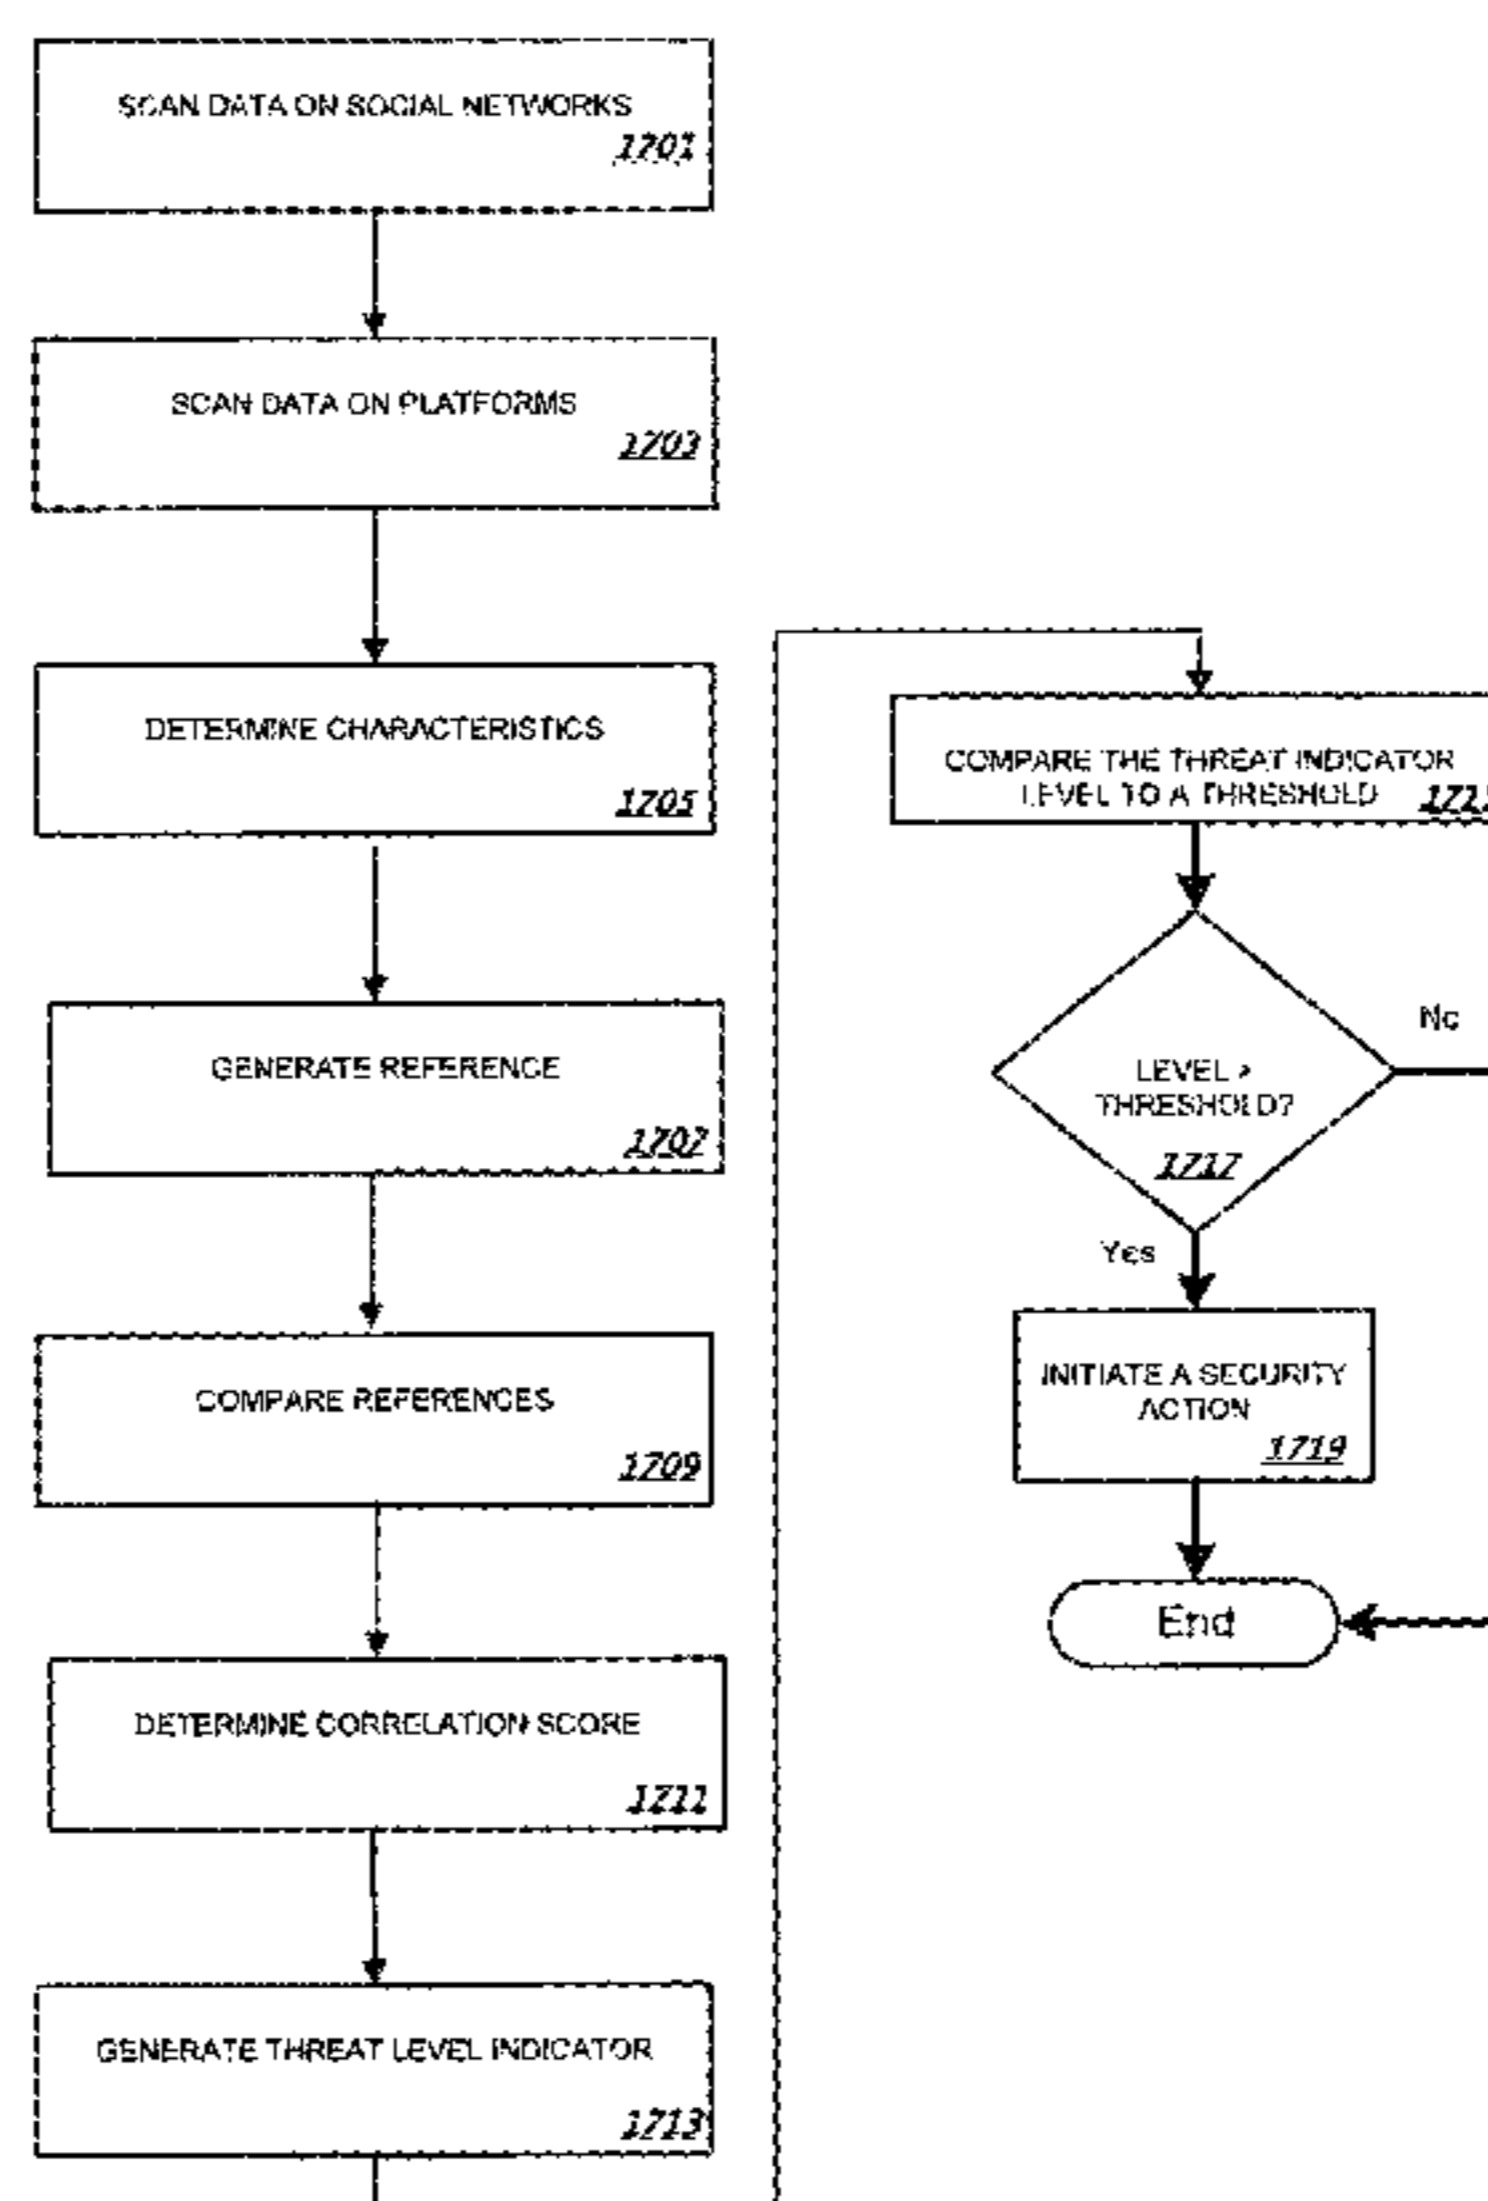 SCAN DATA ON SOCIAL NETWORKS
1701
SCAN DATA ON PLATFORMS
1703
DETERMINE CHARACTERISTICS
1705
GENERATE REFERENCE
1707
COMPARE REFERENCES
1709
DETERMINE CORRELATION SCORE
1711
GENERATE THREAT LEVEL INDICATOR
1713
COMPARE THE THREAT INDICATOR
LEVEL TO A THRESHOLD
No
LEVEL >
THRESHOLD?
1717
Yes
INITIATE A SECURITY
ACTION
1719
End